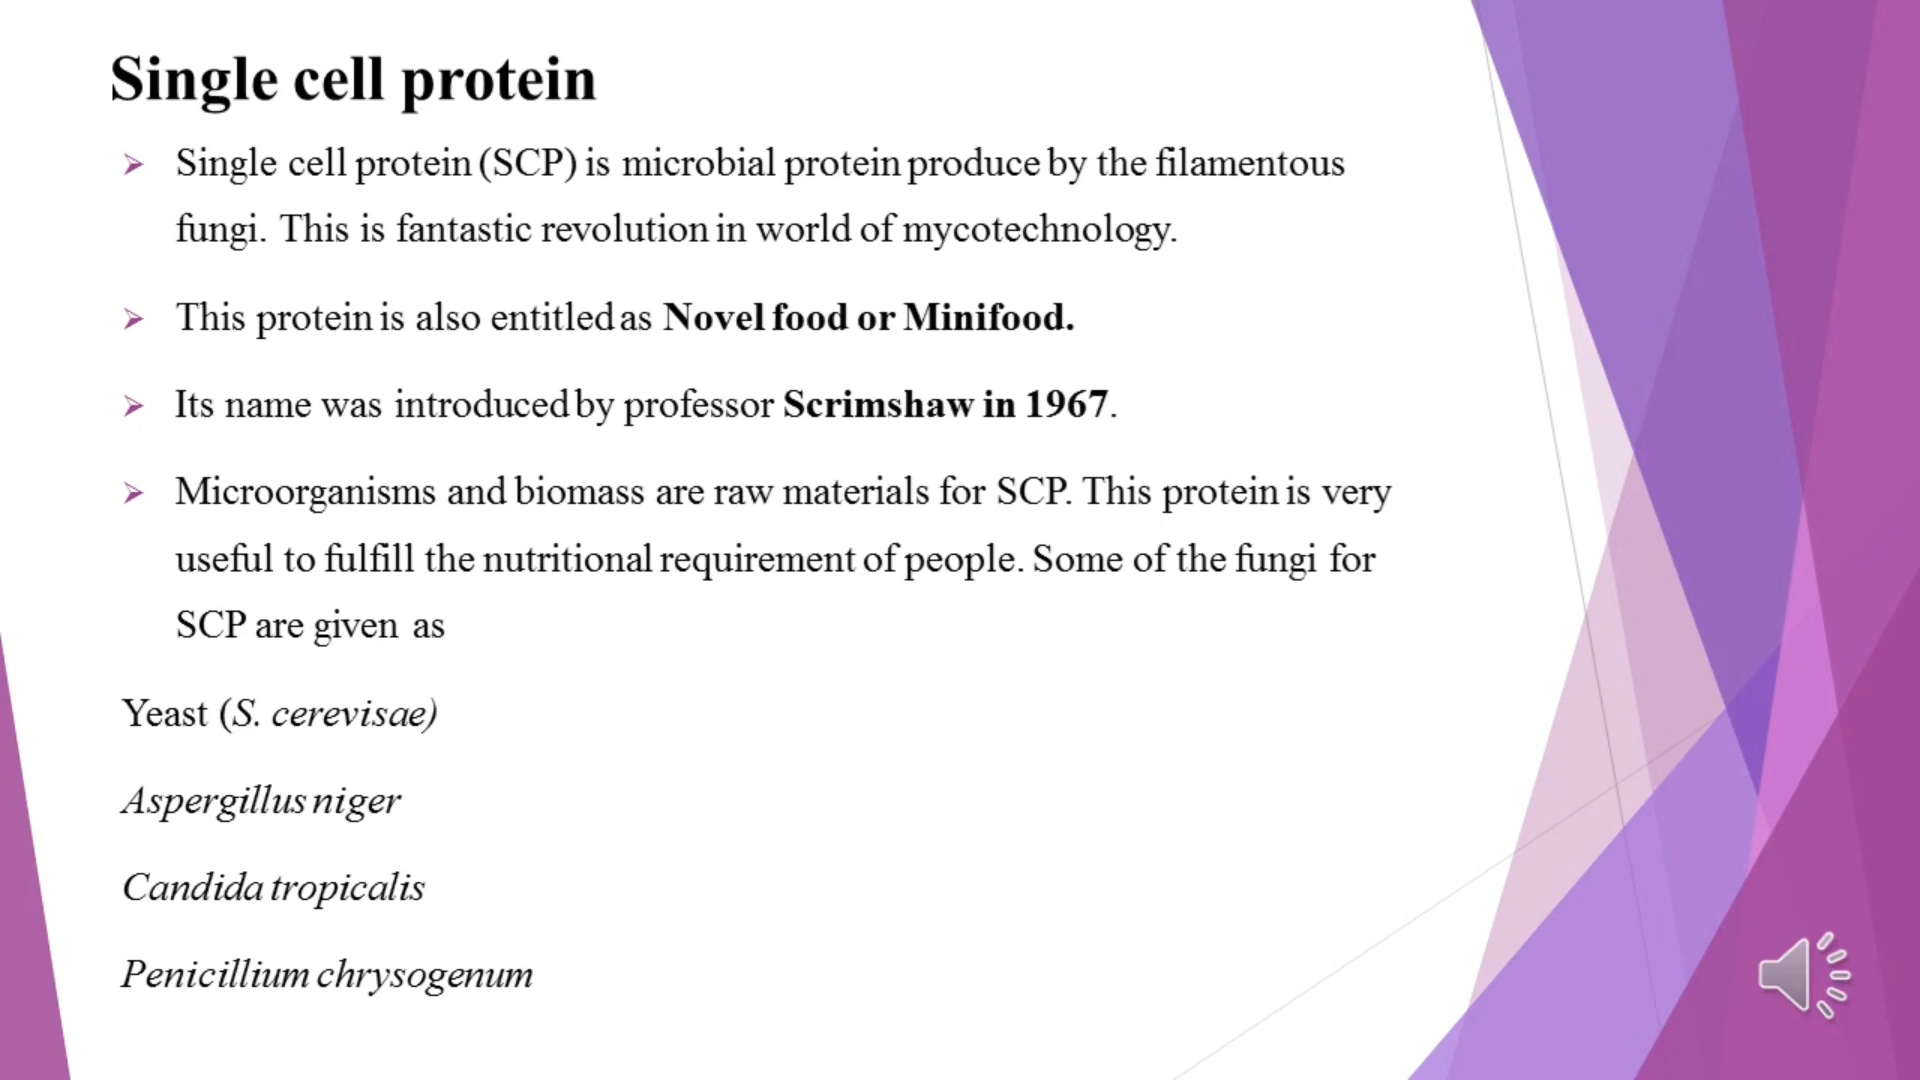 Single cell protein
Single cell protein (SCP) is microbial protein produce by the filamentous
fungi. This is fantastic revolution in world of mycotechnology.
This protein is also entitled as Novel food or Minifood.
Its name was introduced by professor Scrimshaw in 1967.
Microorganisms and biomass are raw materials for SCP. This protein is very
useful to fulfill the nutritional requirement of people. Some of the fungi for
SCP are given as
Yeast (S. cerevisae)
Aspergillus niger
Candida tropicalis
Penicillium chrysogenum